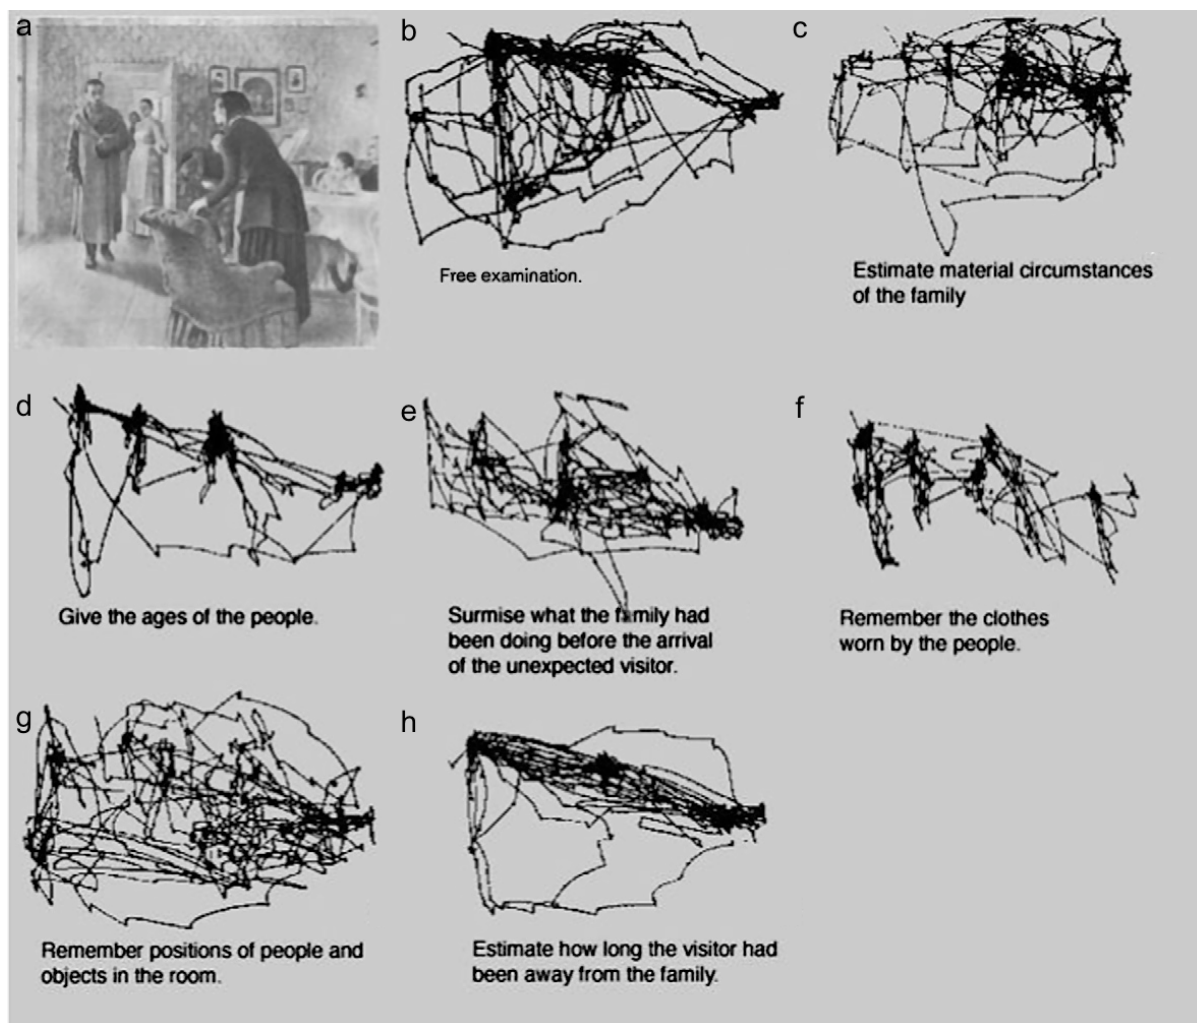 a
b
c
Free examination.
Estimate material circumstances
of the family
d
e
f
Give the ages of the people.
Surmise what the family had
been doing before the arrival
of the unexpected visitor.
Remember the clothes
worn by the people.
g
h
Remember positions of people and
objects in the room.
Estimate how long the visitor had
been away from the family.